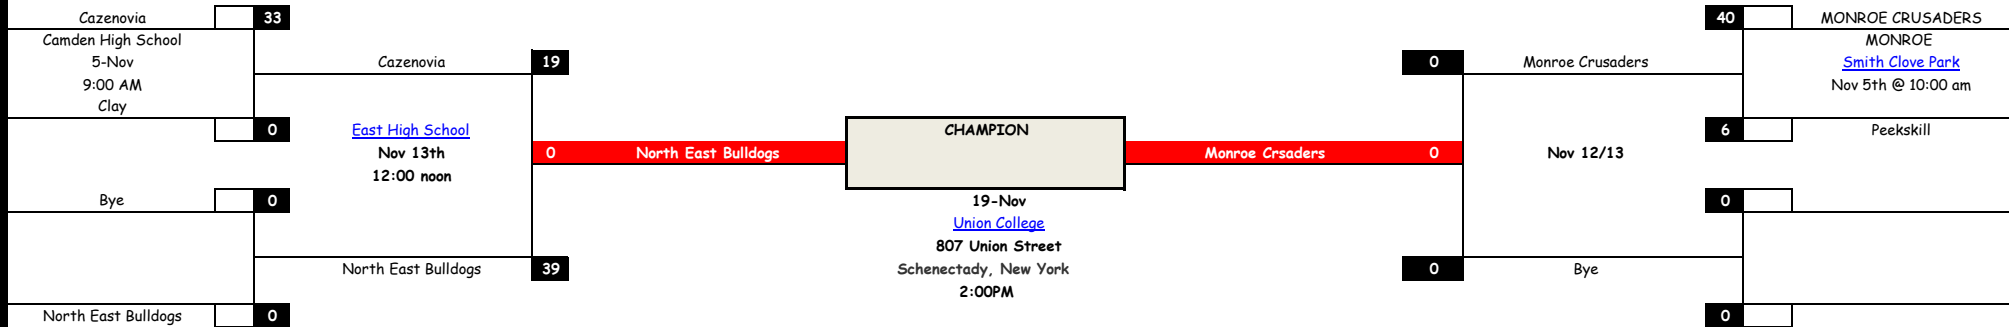 Cazenovia 33
Camden High School
5-Nov
9:00 AM
Clay
0
Bye 0
North East Bulldogs 0
Cazenovia 19
East High School
Nov 13th
12:00 noon
North East Bulldogs 39
0 North East Bulldogs
CHAMPION
19-Nov
Union College
807 Union Street
Schenectady, New York
2:00PM
Monroe Crsaders 0
0 Monroe Crusaders
Nov 12/13
0 Bye
40 MONROE CRUSADERS
MONROE
Smith Clove Park
Nov 5th @ 10:00 am
6 Peekskill
0
0